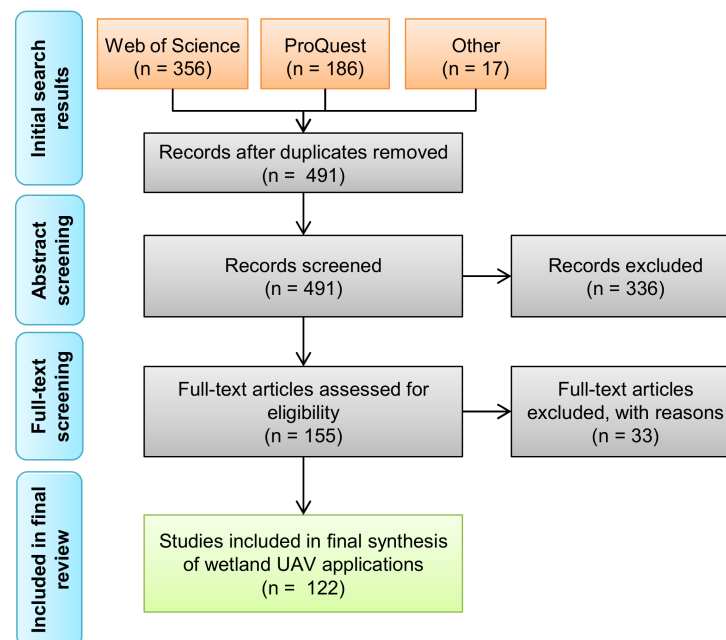 Initial search
results
Web of Science
(n = 356)
ProQuest
(n = 186)
Other
(n = 17)
Records after duplicates removed
(n = 491)
Abstract
screening
Records screened
(n = 491)
Records excluded
(n = 336)
Full-text
screening
Full-text articles assessed for
eligibility
(n = 155)
Full-text articles
excluded, with reasons
(n = 33)
Included in final
review
Studies included in final synthesis
of wetland UAV applications
(n = 122)